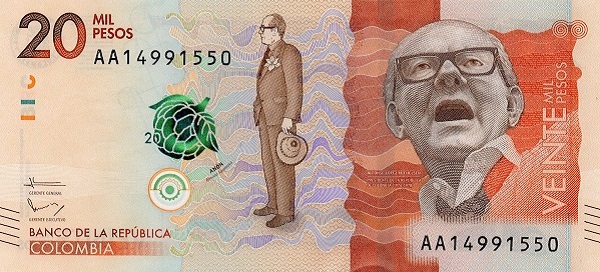 20 MIL
PESOS
AA14991550
20
GERENTE GENERAL
GERENTE EJECUTIVO
BANCO DE LA REPÚBLICA
COLOMBIA
VEINTE MIL
PESOS
AA14991550